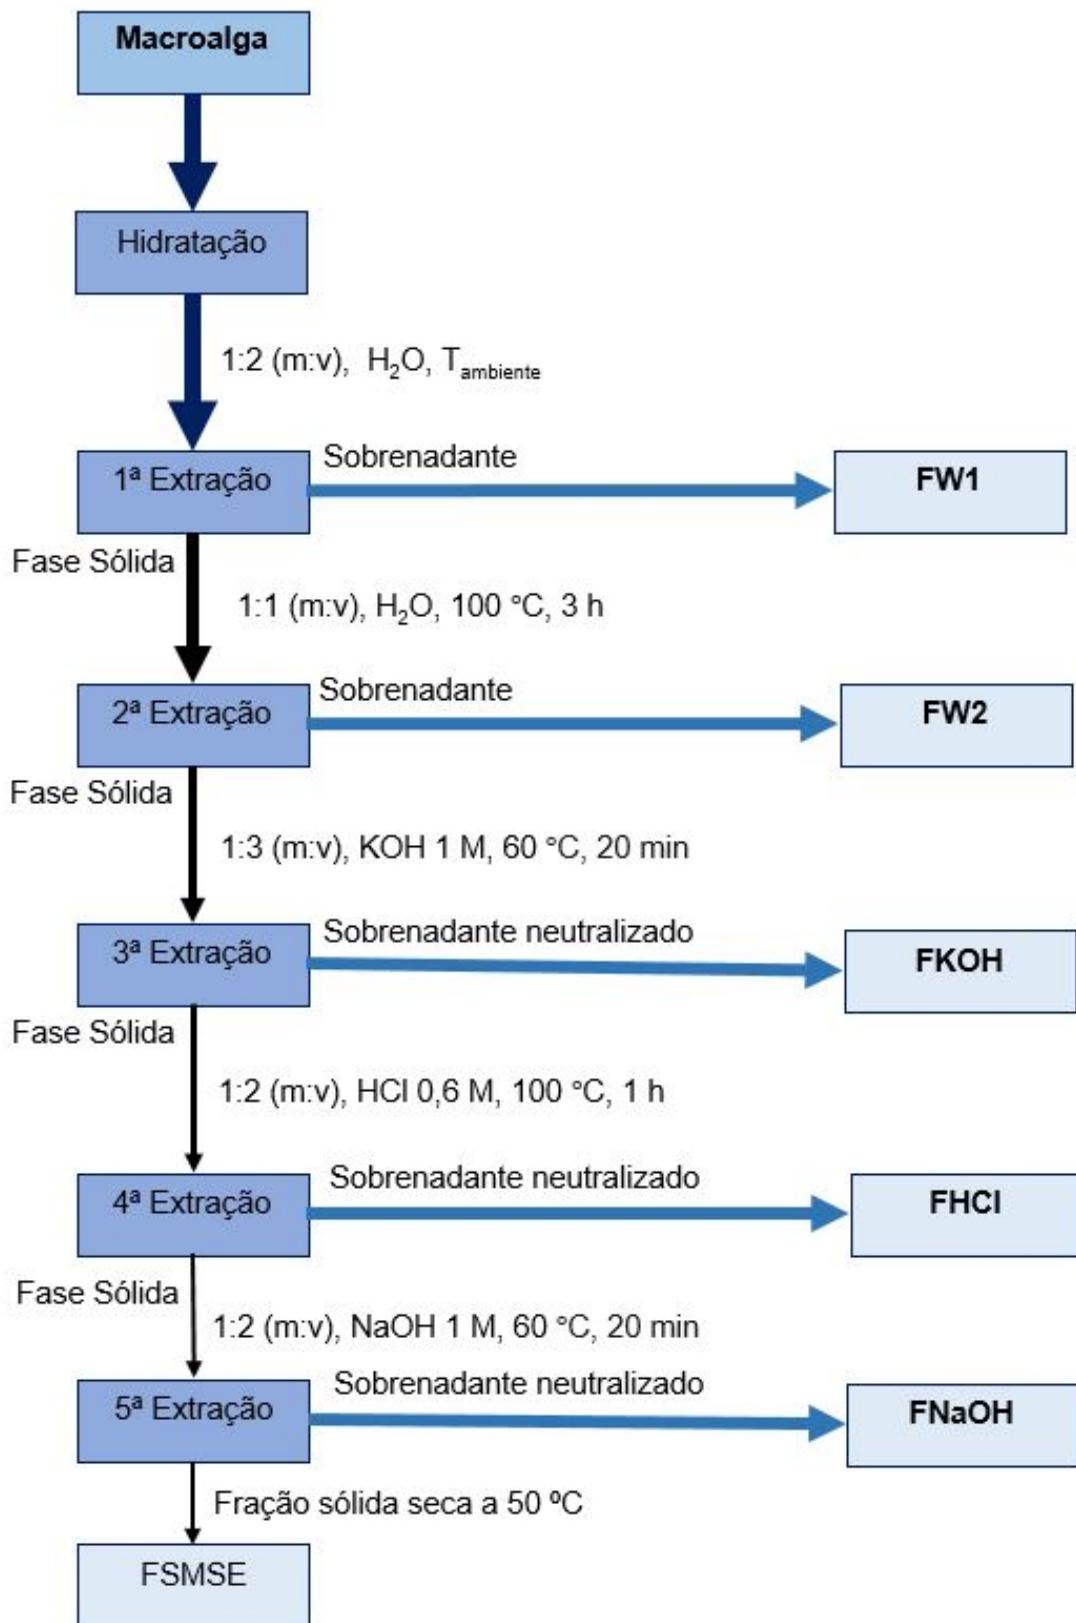 Macroalga
Hidratação
1:2 (m:v), H₂O, Tambiente
1ª Extração
Sobrenadante
FW1
Fase Sólida
1:1 (m:v), H₂O, 100 °C, 3 h
2ª Extração
Sobrenadante
FW2
Fase Sólida
1:3 (m:v), KOH 1 M, 60 °C, 20 min
3ª Extração
Sobrenadante neutralizado
FKOH
Fase Sólida
1:2 (m:v), HCl 0,6 M, 100 °C, 1 h
4ª Extração
Sobrenadante neutralizado
FHCl
Fase Sólida
1:2 (m:v), NaOH 1 M, 60 °C, 20 min
5ª Extração
Sobrenadante neutralizado
FNaOH
Fração sólida seca a 50 ºC
FSMSE